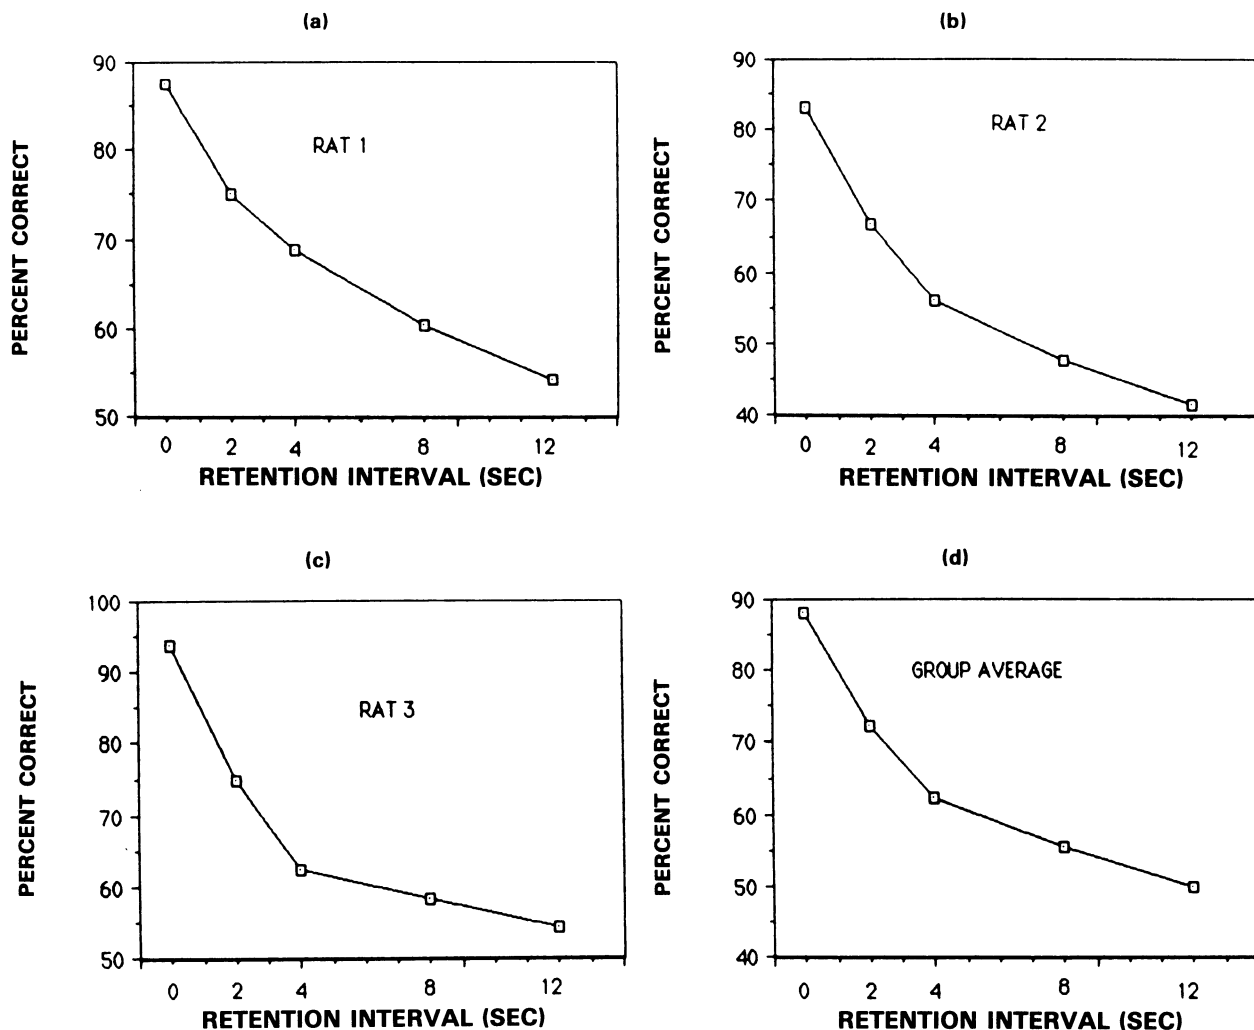 (a)
90
80
70
60
50
PERCENT CORRECT
RAT 1
0 2 4 8 12
RETENTION INTERVAL (SEC)
(b)
90
80
70
60
50
40
PERCENT CORRECT
RAT 2
0 2 4 8 12
RETENTION INTERVAL (SEC)
(c)
100
90
80
70
60
50
PERCENT CORRECT
RAT 3
0 2 4 8 12
RETENTION INTERVAL (SEC)
(d)
90
80
70
60
50
40
PERCENT CORRECT
GROUP AVERAGE
0 2 4 8 12
RETENTION INTERVAL (SEC)